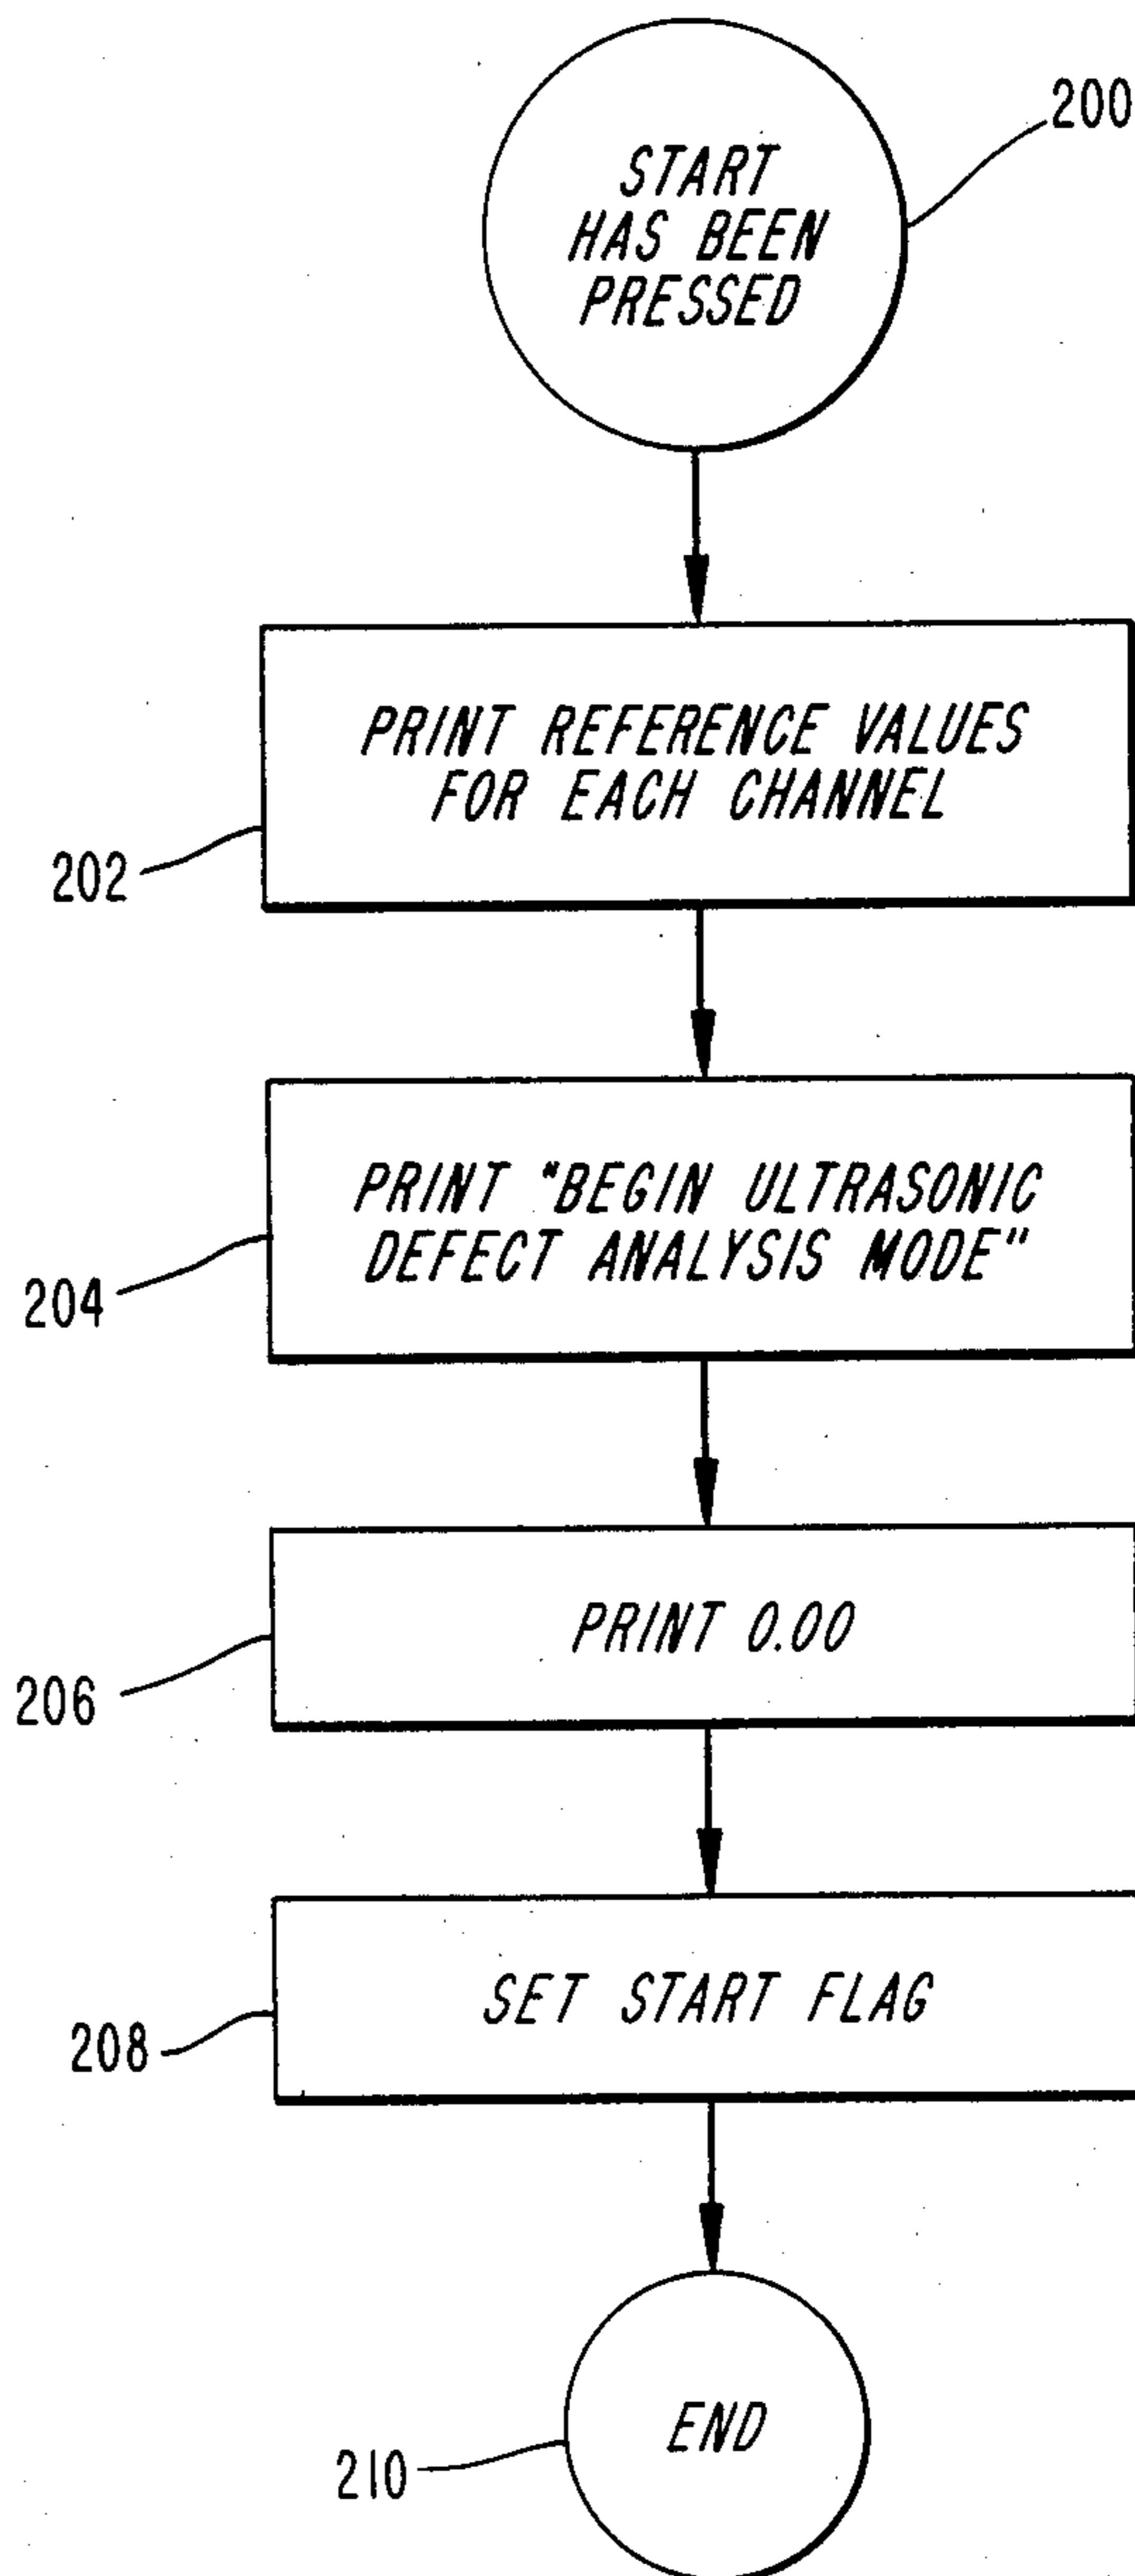 200
START
HAS BEEN
PRESSED
PRINT REFERENCE VALUES
FOR EACH CHANNEL
202
PRINT "BEGIN ULTRASONIC
DEFECT ANALYSIS MODE"
204
PRINT 0.00
206
SET START FLAG
208
END
210